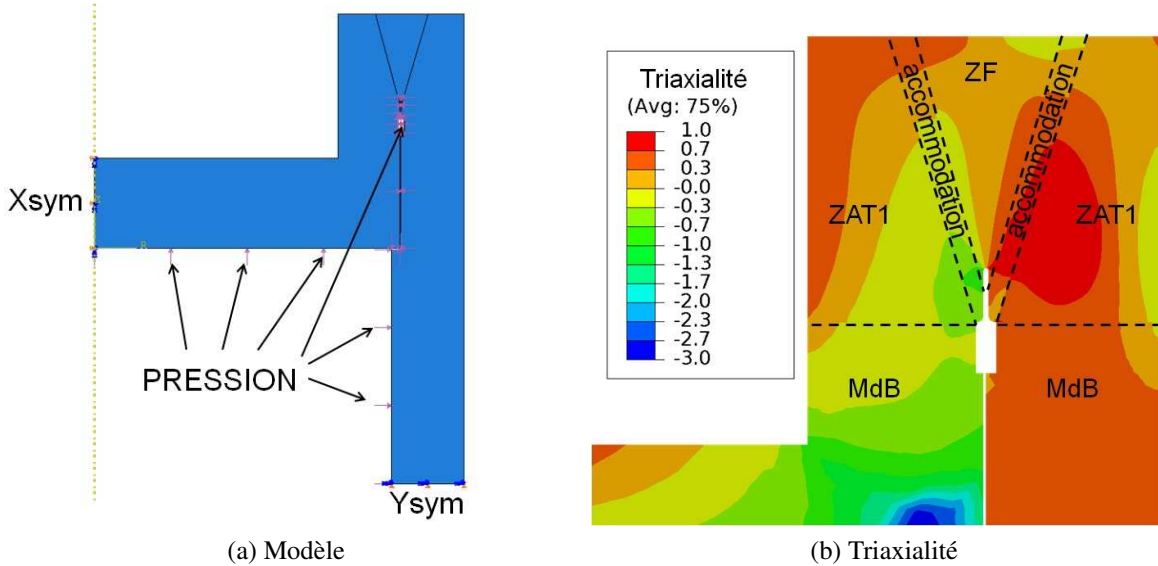 Xsym
PRESSION
Ysym
(a) Modèle
Triaxialité
(Avg: 75%)
1.0
0.7
0.3
-0.0
-0.3
-0.7
-1.0
-1.3
-1.7
-2.0
-2.3
-2.7
-3.0
ZF
accommodation
accommodation
ZAT1
ZAT1
MdB
MdB
(b) Triaxialité